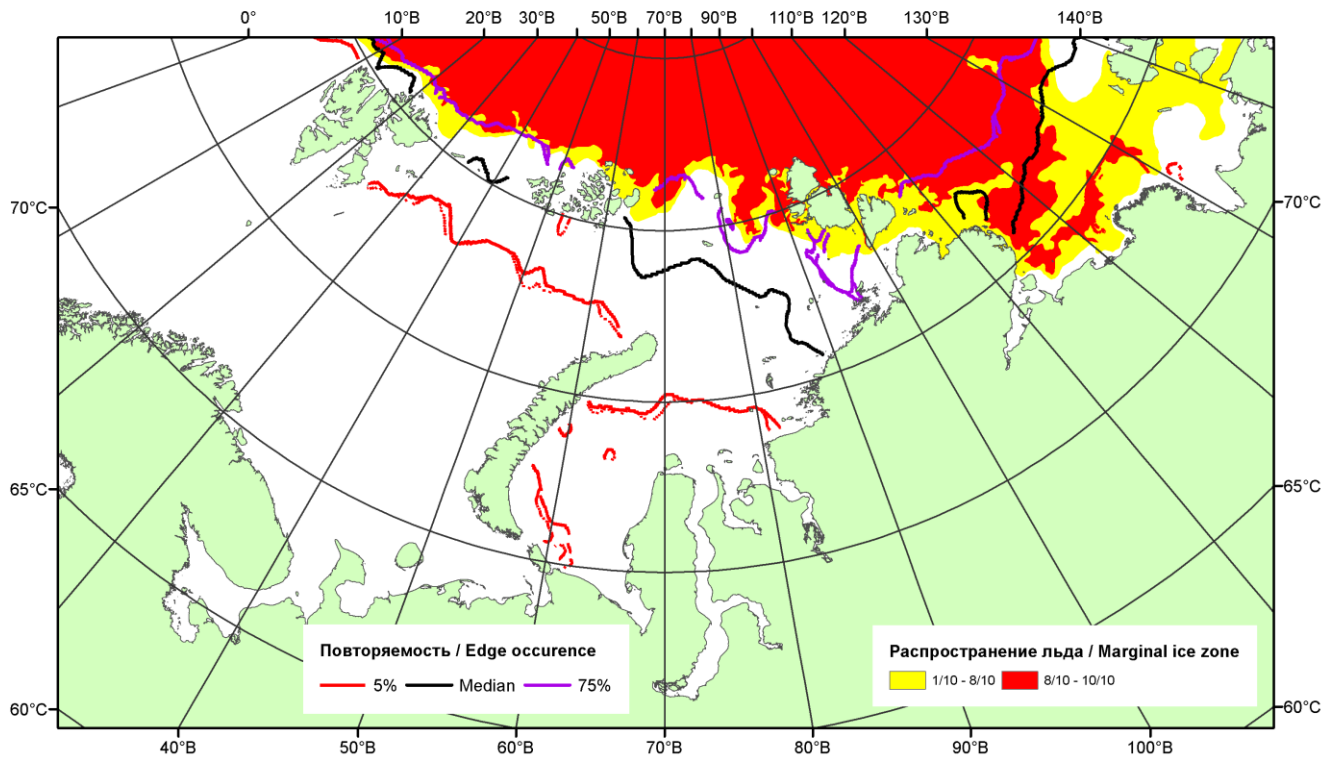 0° 10°В 20°В 30°В 50°В 70°В 90°В 110°В 120°В 130°В 140°В
70°С 70°С
65°С 65°С
60°С 60°С
Повторяемость / Edge occurence
5% Median 75%
Распространение льда / Marginal ice zone
1/10 - 8/10 8/10 - 10/10
40°В 50°В 60°В 70°В 80°В 90°В 100°В